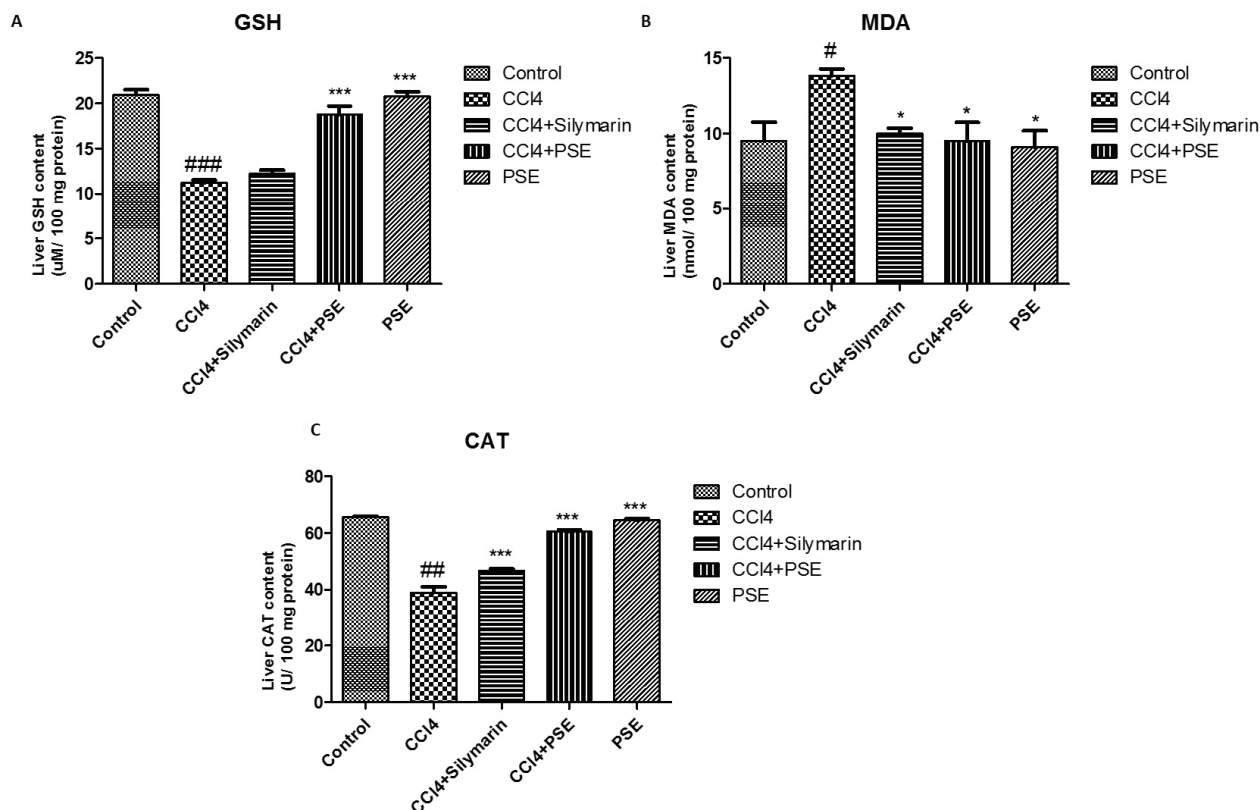 A
GSH
Liver GSH content
(uM/ 100 mg protein)
25
20
15
10
5
0
###
***
***
Control
CCl4
CCl4+Silymarin
CCl4+PSE
PSE
Control
CCl4
CCl4+Silymarin
CCl4+PSE
PSE
B
MDA
Liver MDA content
(nmol/ 100 mg protein)
15
10
5
0
#
*
*
*
Control
CCl4
CCl4+Silymarin
CCl4+PSE
PSE
Control
CCl4
CCl4+Silymarin
CCl4+PSE
PSE
C
CAT
Liver CAT content
(U/ 100 mg protein)
80
60
40
20
0
##
***
***
***
Control
CCl4
CCl4+Silymarin
CCl4+PSE
PSE
Control
CCl4
CCl4+Silymarin
CCl4+PSE
PSE